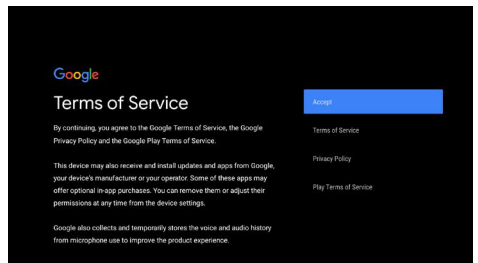 Google
Terms of Service
By continuing, you agree to the Google Terms of Service, the Google
Privacy Policy and the Google Play Terms of Service.
This device may also receive and install updates and apps from Google,
your device's manufacturer or your operator. Some of these apps may
offer optional in-app purchases. You can remove them or adjust their
permissions at any time from the device settings.
Google also collects and temporarily stores the voice and audio history
from microphone use to improve the product experience.
Accept
Terms of Service
Privacy Policy
Play Terms of Service